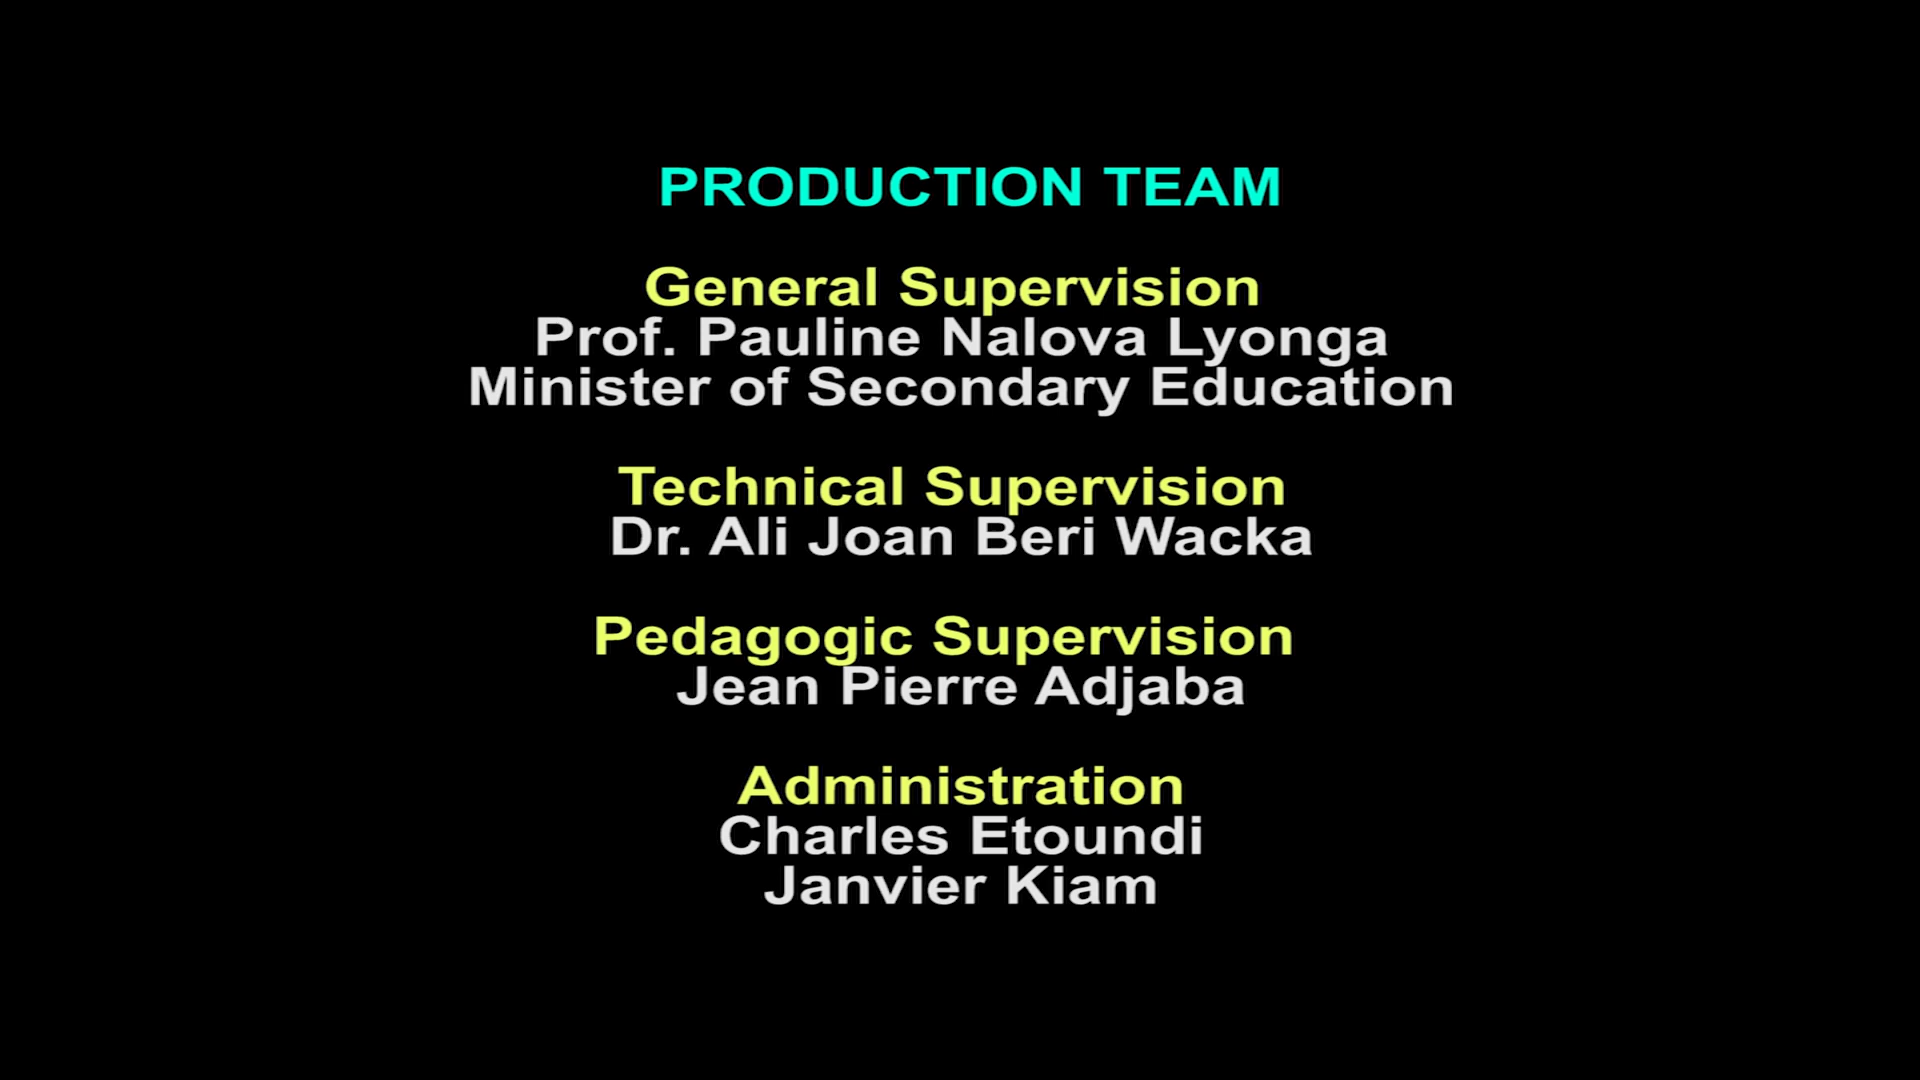 PRODUCTION TEAM
General Supervision
Prof. Pauline Nalova Lyonga
Minister of Secondary Education
Technical Supervision
Dr. Ali Joan Beri Wacka
Pedagogic Supervision
Jean Pierre Adjaba
Administration
Charles Etoundi
Janvier Kiam